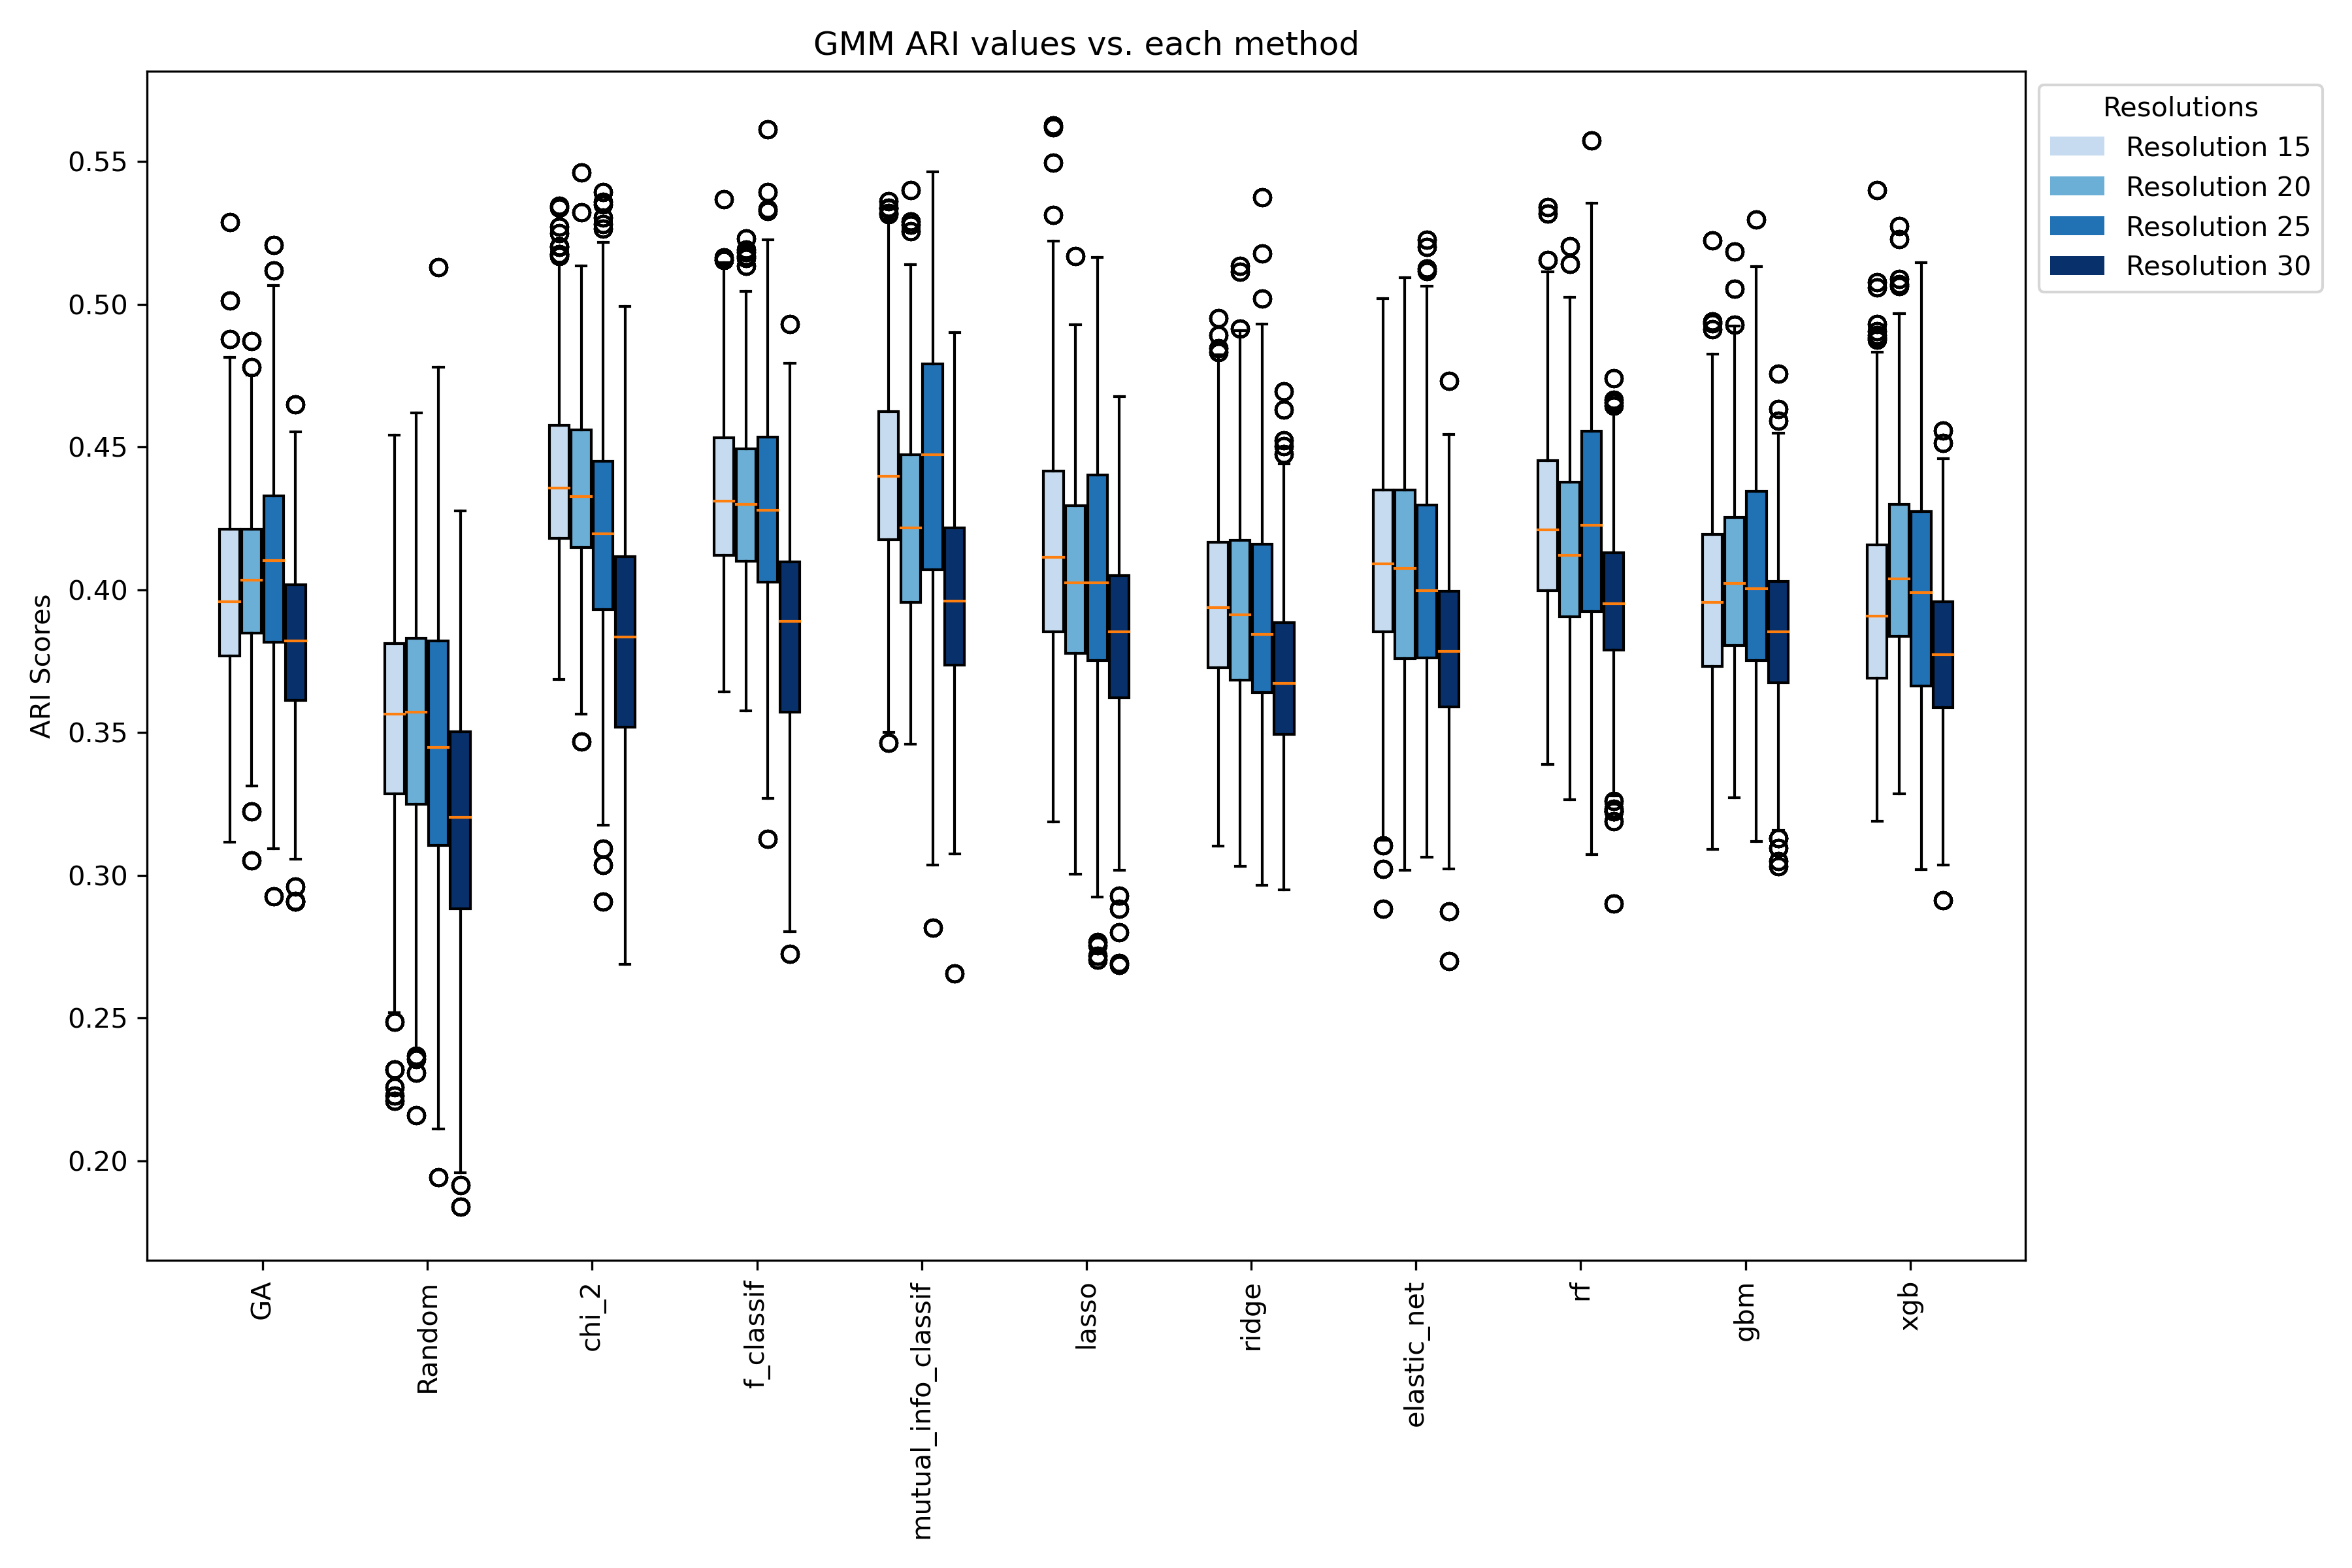 GMM ARI values vs. each method
Resolutions
Resolution 15
Resolution 20
Resolution 25
Resolution 30
ARI Scores
0.55
0.50
0.45
0.40
0.35
0.30
0.25
0.20
GA
Random
chi_2
f_classif
mutual_info_classif
lasso
ridge
elastic_net
rf
gbm
xgb